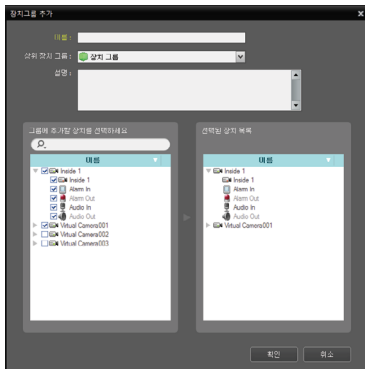 장치그룹 추가
이름 :
상위 장치 그룹 : 장치 그룹
설명 :
그룹에 추가할 장치를 선택하세요
이름
Inside 1
Inside 1
Alarm In
Alarm Out
Audio In
Audio Out
Virtual Camera001
Virtual Camera002
Virtual Camera003
선택된 장치 목록
이름
Inside 1
Inside 1
Alarm In
Alarm Out
Audio In
Audio Out
Virtual Camera001
확인
취소